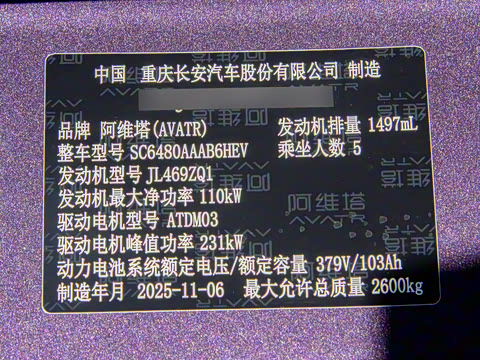 中国 重庆长安汽车股份有限公司 制造
品牌 阿维塔(AVATR) 发动机排量 1497mL
整车型号 SC6480AAAB6HEV 乘坐人数 5
发动机型号 JL469ZQ1
发动机最大净功率 110kW
驱动电机型号 ATDM03
驱动电机峰值功率 231kW
动力电池系统额定电压/额定容量 379V/103Ah
制造年月 2025-11-06 最大允许总质量 2600kg